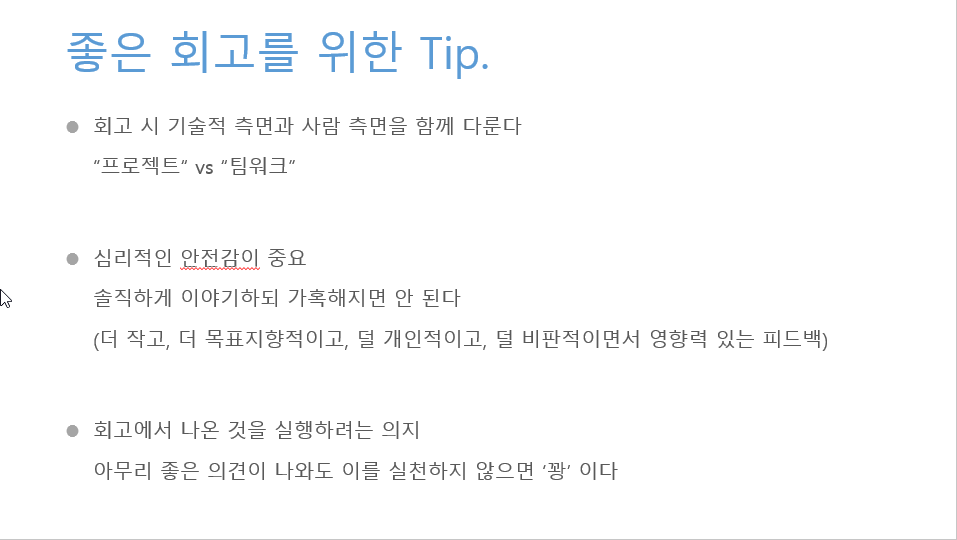 좋은 회고를 위한 Tip.
회고 시 기술적 측면과 사람 측면을 함께 다룬다
“프로젝트” vs “팀워크”
심리적인 안전감이 중요
솔직하게 이야기하되 가혹해지면 안 된다
(더 작고, 더 목표지향적이고, 덜 개인적이고, 덜 비판적이면서 영향력 있는 피드백)
회고에서 나온 것을 실행하려는 의지
아무리 좋은 의견이 나와도 이를 실천하지 않으면 ‘꽝’ 이다